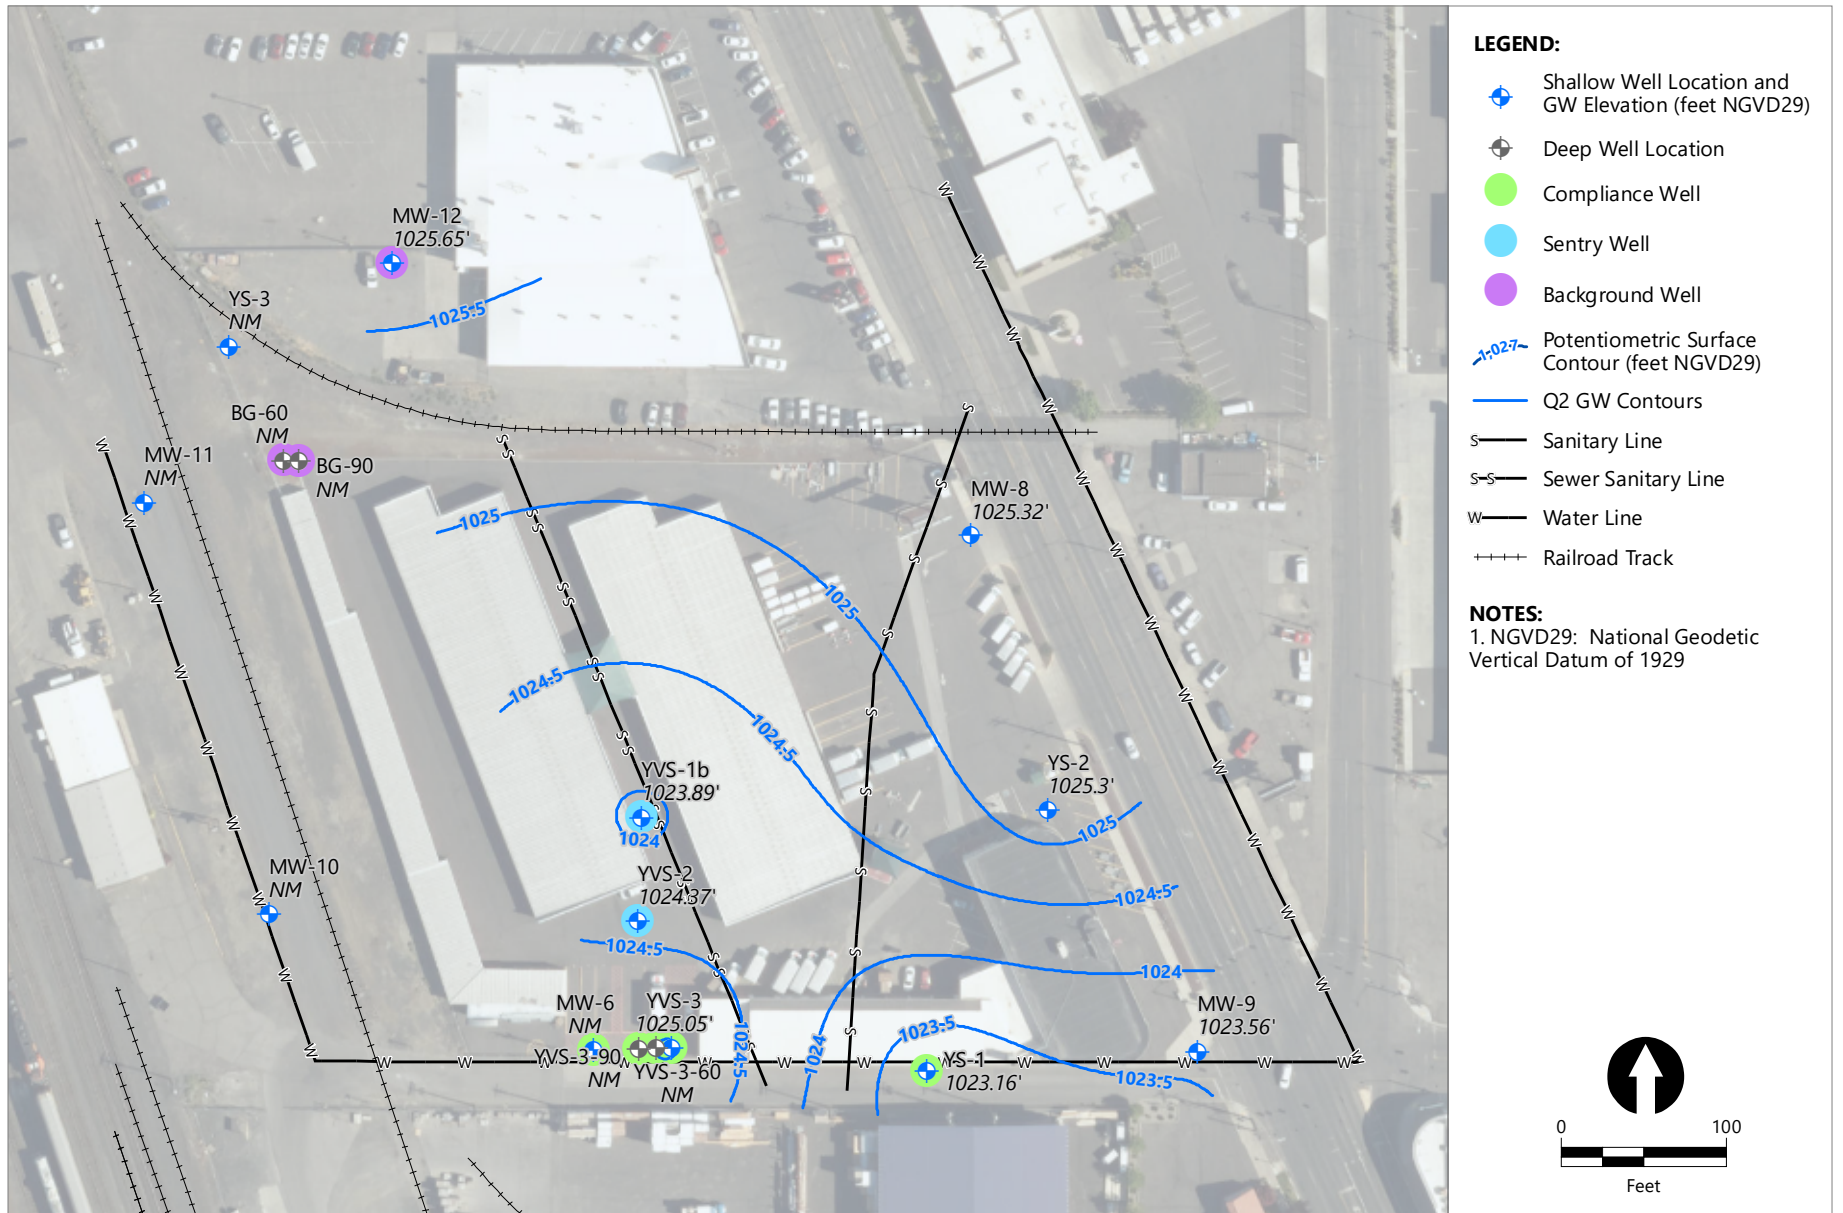 MW-12
1025.65'
1025.5
YS-3
NM
BG-60
NM
BG-90
NM
MW-11
NM
MW-8
1025.32'
1025
1025
1024.5
1024.5
YVS-1b
1023.89'
1024
YS-2
1025.3'
1025
MW-10
NM
YVS-2
1024.37'
1024.5
1024.5
1024
MW-6
NM
YVS-3
1025.05'
MW-9
1023.56'
1023.5
1024.5
1024
YVS-3-90
NM
YVS-3-60
NM
YS-1
1023.16'
1023.5
LEGEND:
Shallow Well Location and
GW Elevation (feet NGVD29)
Deep Well Location
Compliance Well
Sentry Well
Background Well
1,027
Potentiometric Surface
Contour (feet NGVD29)
Q2 GW Contours
S
Sanitary Line
S S
Sewer Sanitary Line
W
Water Line
Railroad Track
NOTES:
1. NGVD29:  National Geodetic
Vertical Datum of 1929
0 100
Feet